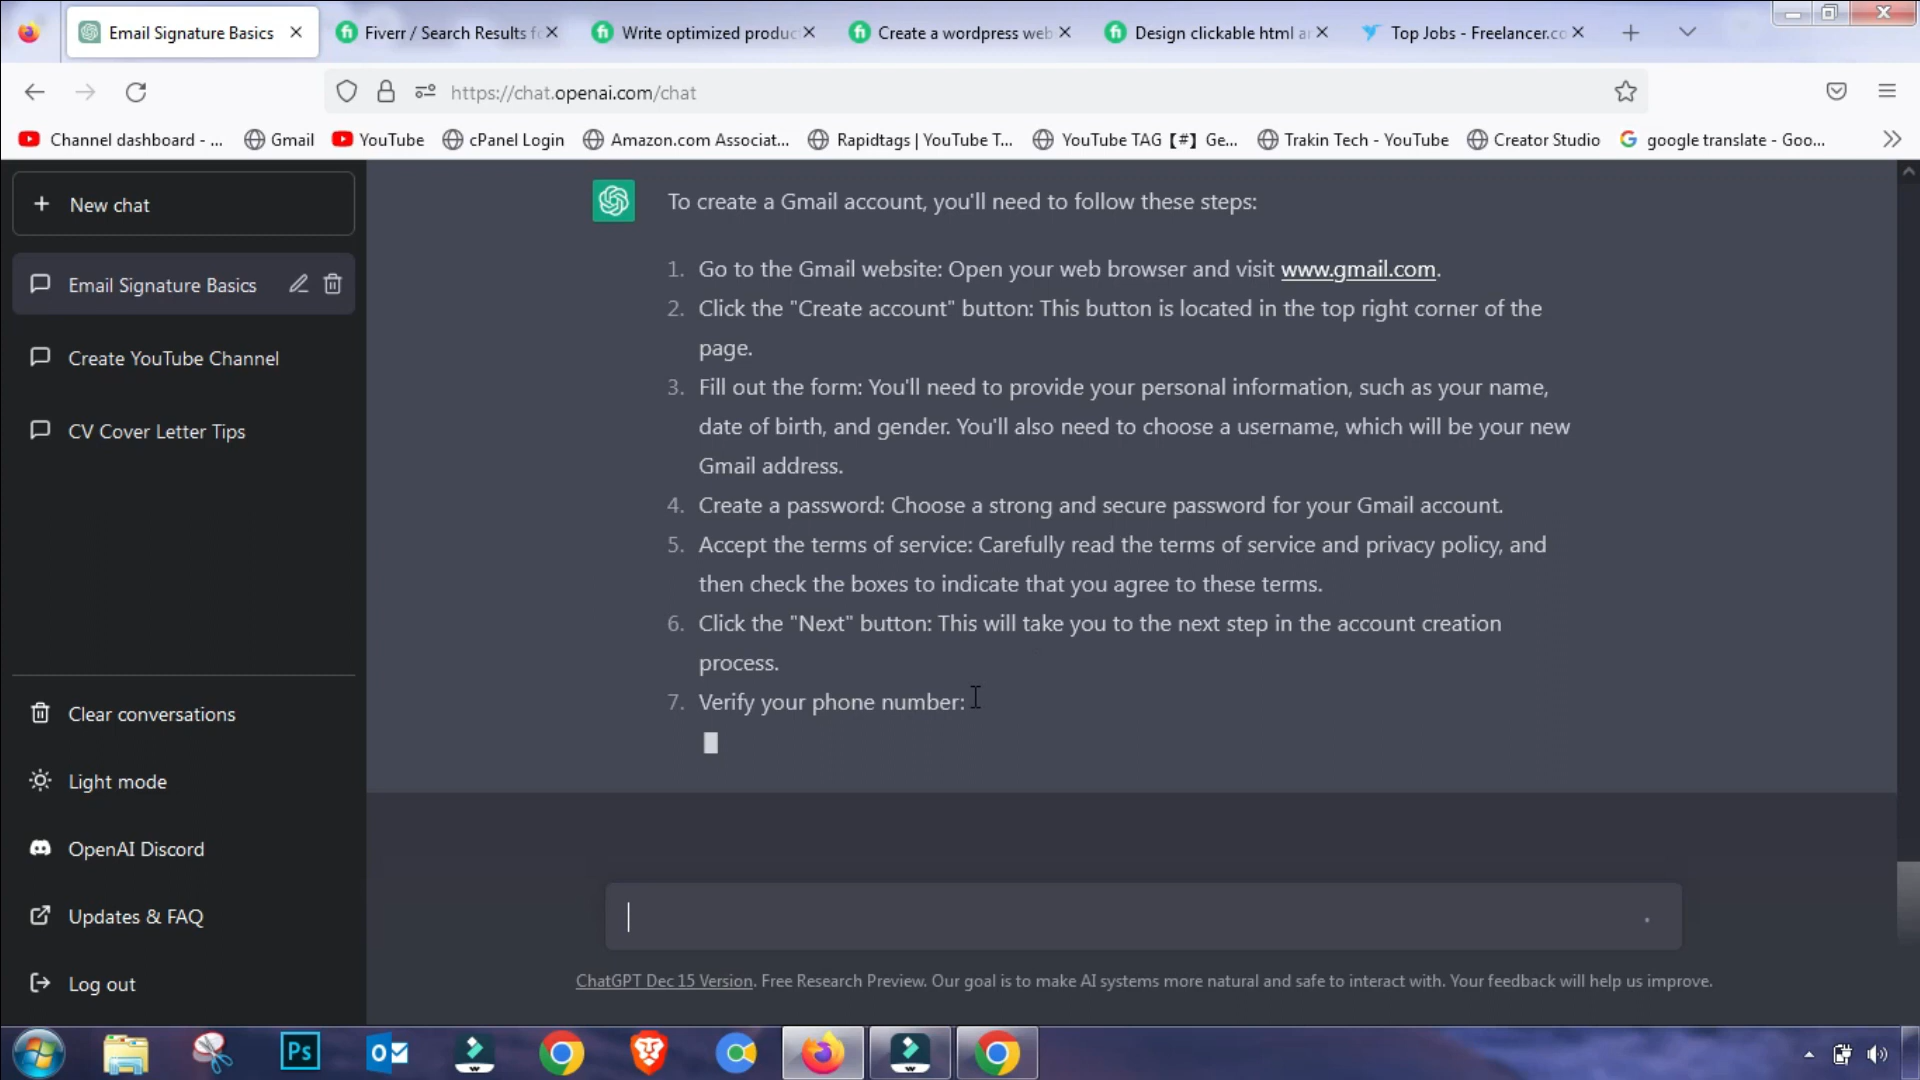 Email Signature Basics
Fiverr / Search Results fo
Write optimized produc
Create a wordpress web
Design clickable html a
Top Jobs - Freelancer.co
https://chat.openai.com/chat
Channel dashboard - ...
Gmail
YouTube
cPanel Login
Amazon.com Associat...
Rapidtags | YouTube T...
YouTube TAG【#】Ge...
Trakin Tech - YouTube
Creator Studio
google translate - Goo...
+ New chat
Email Signature Basics
Create YouTube Channel
CV Cover Letter Tips
Clear conversations
Light mode
OpenAI Discord
Updates & FAQ
Log out
To create a Gmail account, you'll need to follow these steps:
1. Go to the Gmail website: Open your web browser and visit www.gmail.com.
2. Click the "Create account" button: This button is located in the top right corner of the
page.
3. Fill out the form: You'll need to provide your personal information, such as your name,
date of birth, and gender. You'll also need to choose a username, which will be your new
Gmail address.
4. Create a password: Choose a strong and secure password for your Gmail account.
5. Accept the terms of service: Carefully read the terms of service and privacy policy, and
then check the boxes to indicate that you agree to these terms.
6. Click the "Next" button: This will take you to the next step in the account creation
process.
7. Verify your phone number:
ChatGPT Dec 15 Version. Free Research Preview. Our goal is to make AI systems more natural and safe to interact with. Your feedback will help us improve.
Ps